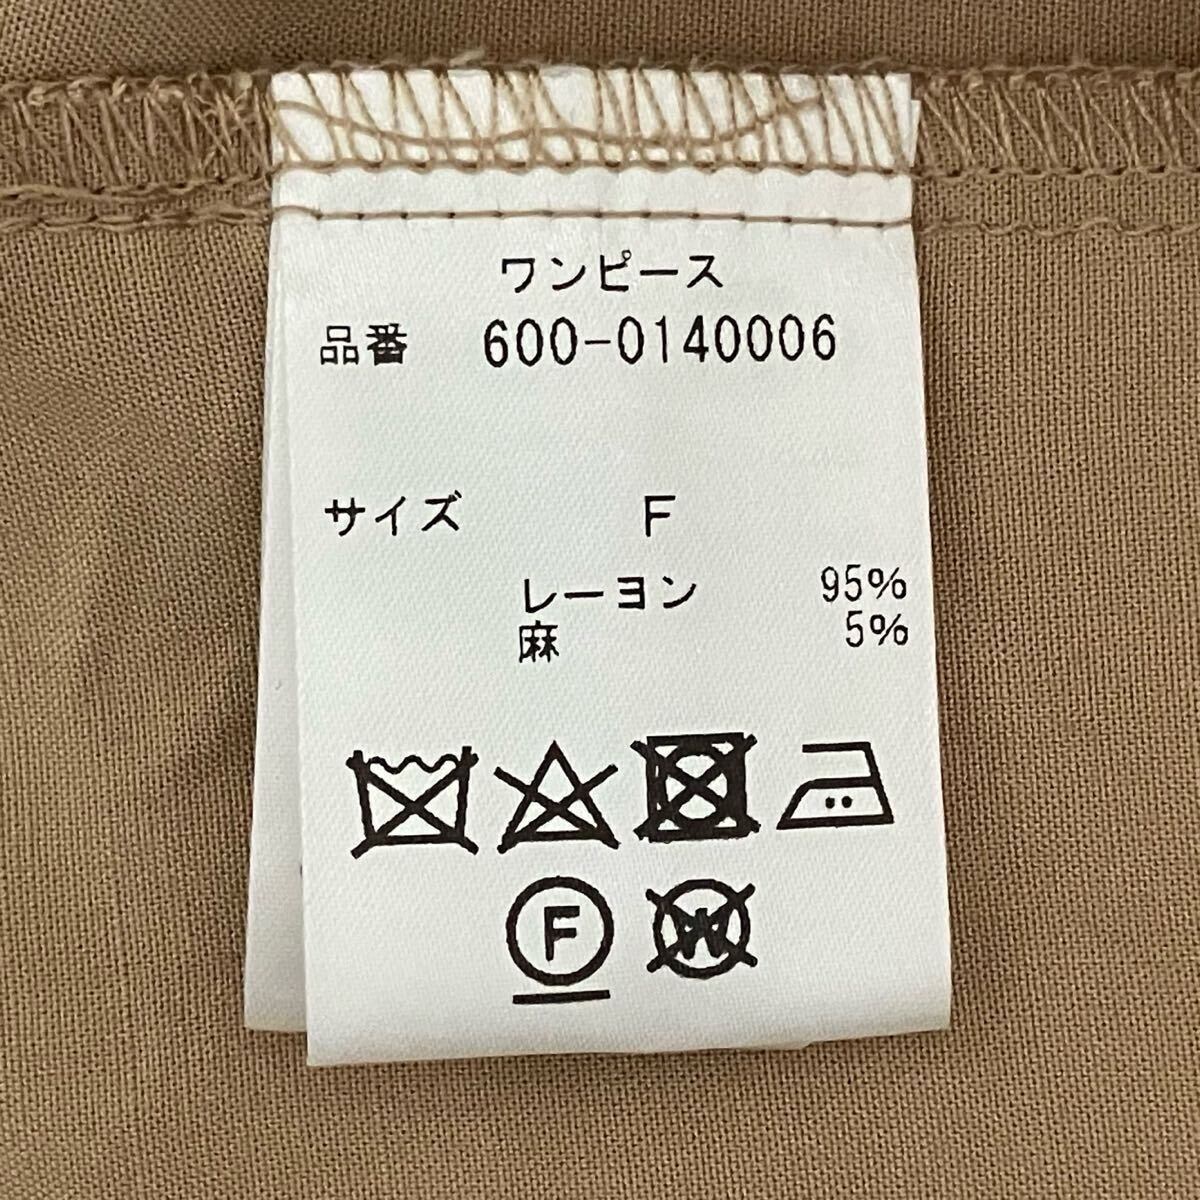 ワンピース
品番 600-0140006
サイズ F
レーヨン 95%
麻 5%
F W